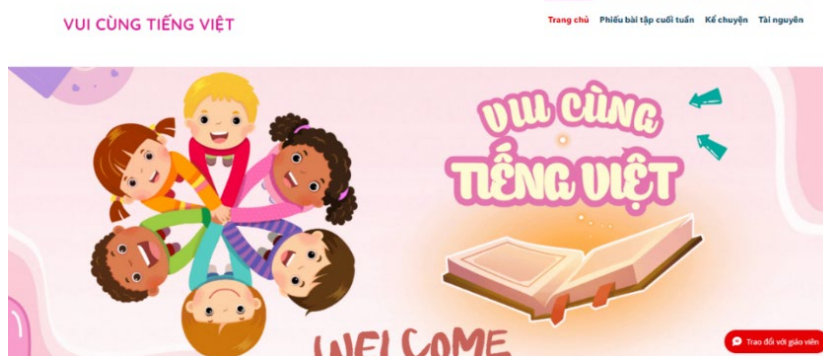 VUI CÙNG TIẾNG VIỆT
Trang chủ Phiếu bài tập cuối tuần Kể chuyện Tài nguyên
VUI CÙNG
TIẾNG VIỆT
WELCOME
Trao đổi với giáo viên